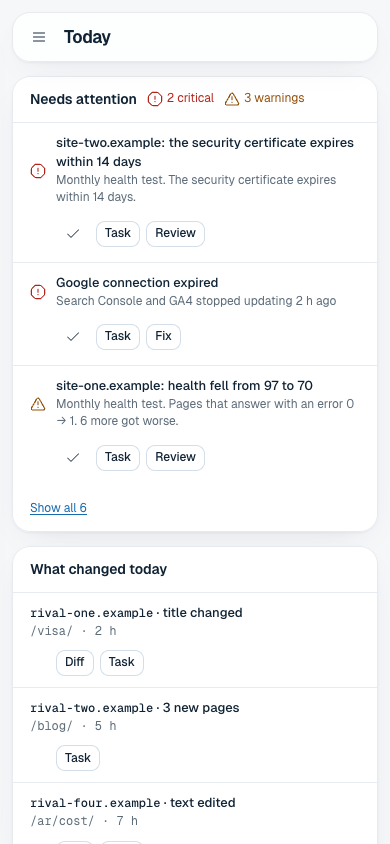 Today
Needs attention 2 critical 3 warnings
site-two.example: the security certificate expires
within 14 days
Monthly health test. The security certificate expires
within 14 days.
Task Review
Google connection expired
Search Console and GA4 stopped updating 2 h ago
Task Fix
site-one.example: health fell from 97 to 70
Monthly health test. Pages that answer with an error 0
→ 1. 6 more got worse.
Task Review
Show all 6
What changed today
rival-one.example · title changed
/visa/ · 2 h
Diff Task
rival-two.example · 3 new pages
/blog/ · 5 h
Task
rival-four.example · text edited
/ar/cost/ · 7 h